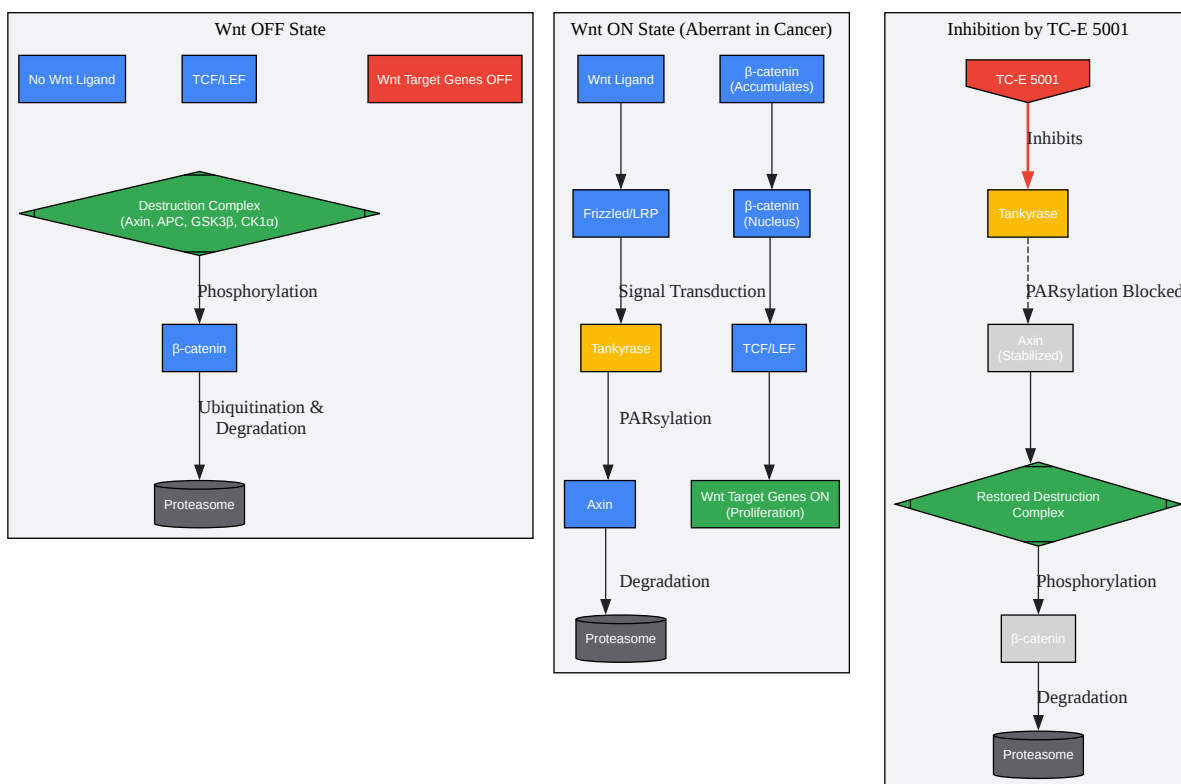 Wnt OFF State
No Wnt Ligand
TCF/LEF
Wnt Target Genes OFF
Destruction Complex
(Axin, APC, GSK3β, CK1α)
Phosphorylation
β-catenin
Ubiquitination &
Degradation
Proteasome
Wnt ON State (Aberrant in Cancer)
Wnt Ligand
Frizzled/LRP
Signal Transduction
Tankyrase
PARsylation
Axin
Degradation
Proteasome
β-catenin
(Accumulates)
β-catenin
(Nucleus)
TCF/LEF
Wnt Target Genes ON
(Proliferation)
Inhibition by TC-E 5001
TC-E 5001
Inhibits
Tankyrase
PARsylation Blocked
Axin
(Stabilized)
Restored Destruction
Complex
Phosphorylation
β-catenin
Degradation
Proteasome